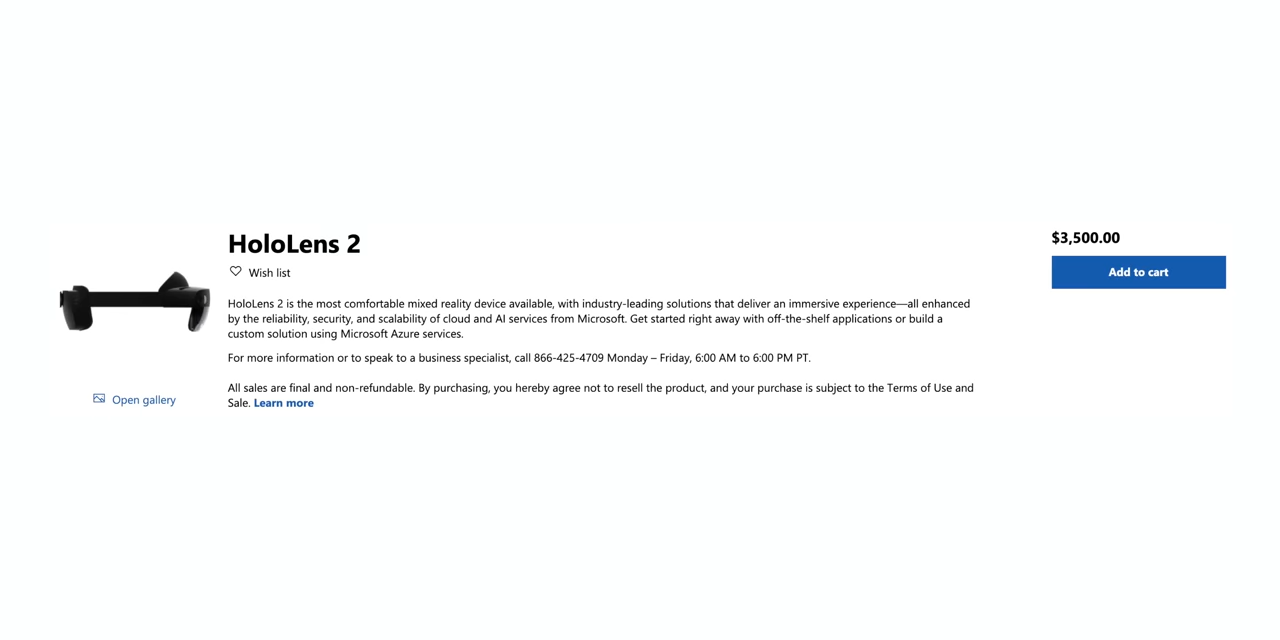 HoloLens 2
Wish list
HoloLens 2 is the most comfortable mixed reality device available, with industry-leading solutions that deliver an immersive experience—all enhanced
by the reliability, security, and scalability of cloud and AI services from Microsoft. Get started right away with off-the-shelf applications or build a
custom solution using Microsoft Azure services.
For more information or to speak to a business specialist, call 866-425-4709 Monday – Friday, 6:00 AM to 6:00 PM PT.
All sales are final and non-refundable. By purchasing, you hereby agree not to resell the product, and your purchase is subject to the Terms of Use and
Sale. Learn more
Open gallery
$3,500.00
Add to cart